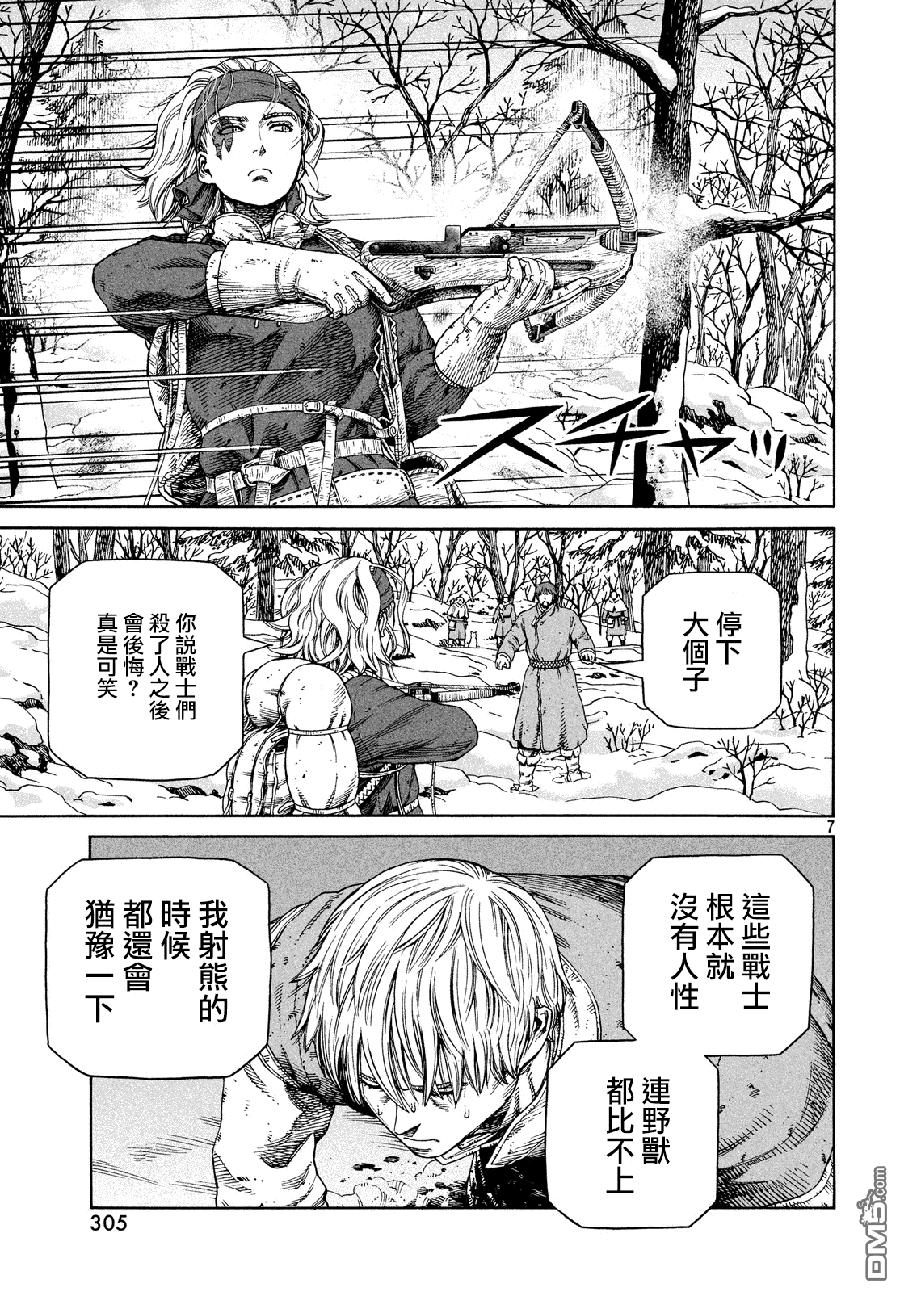 スチャッ
停下
大個子
你說戰士們
殺了人之後
會後悔?
真是可笑
7
這些戰士
根本就
沒有人性
連野獸
都比不上
我射熊的
時候
都還會
猶豫一下
305
DM5.com